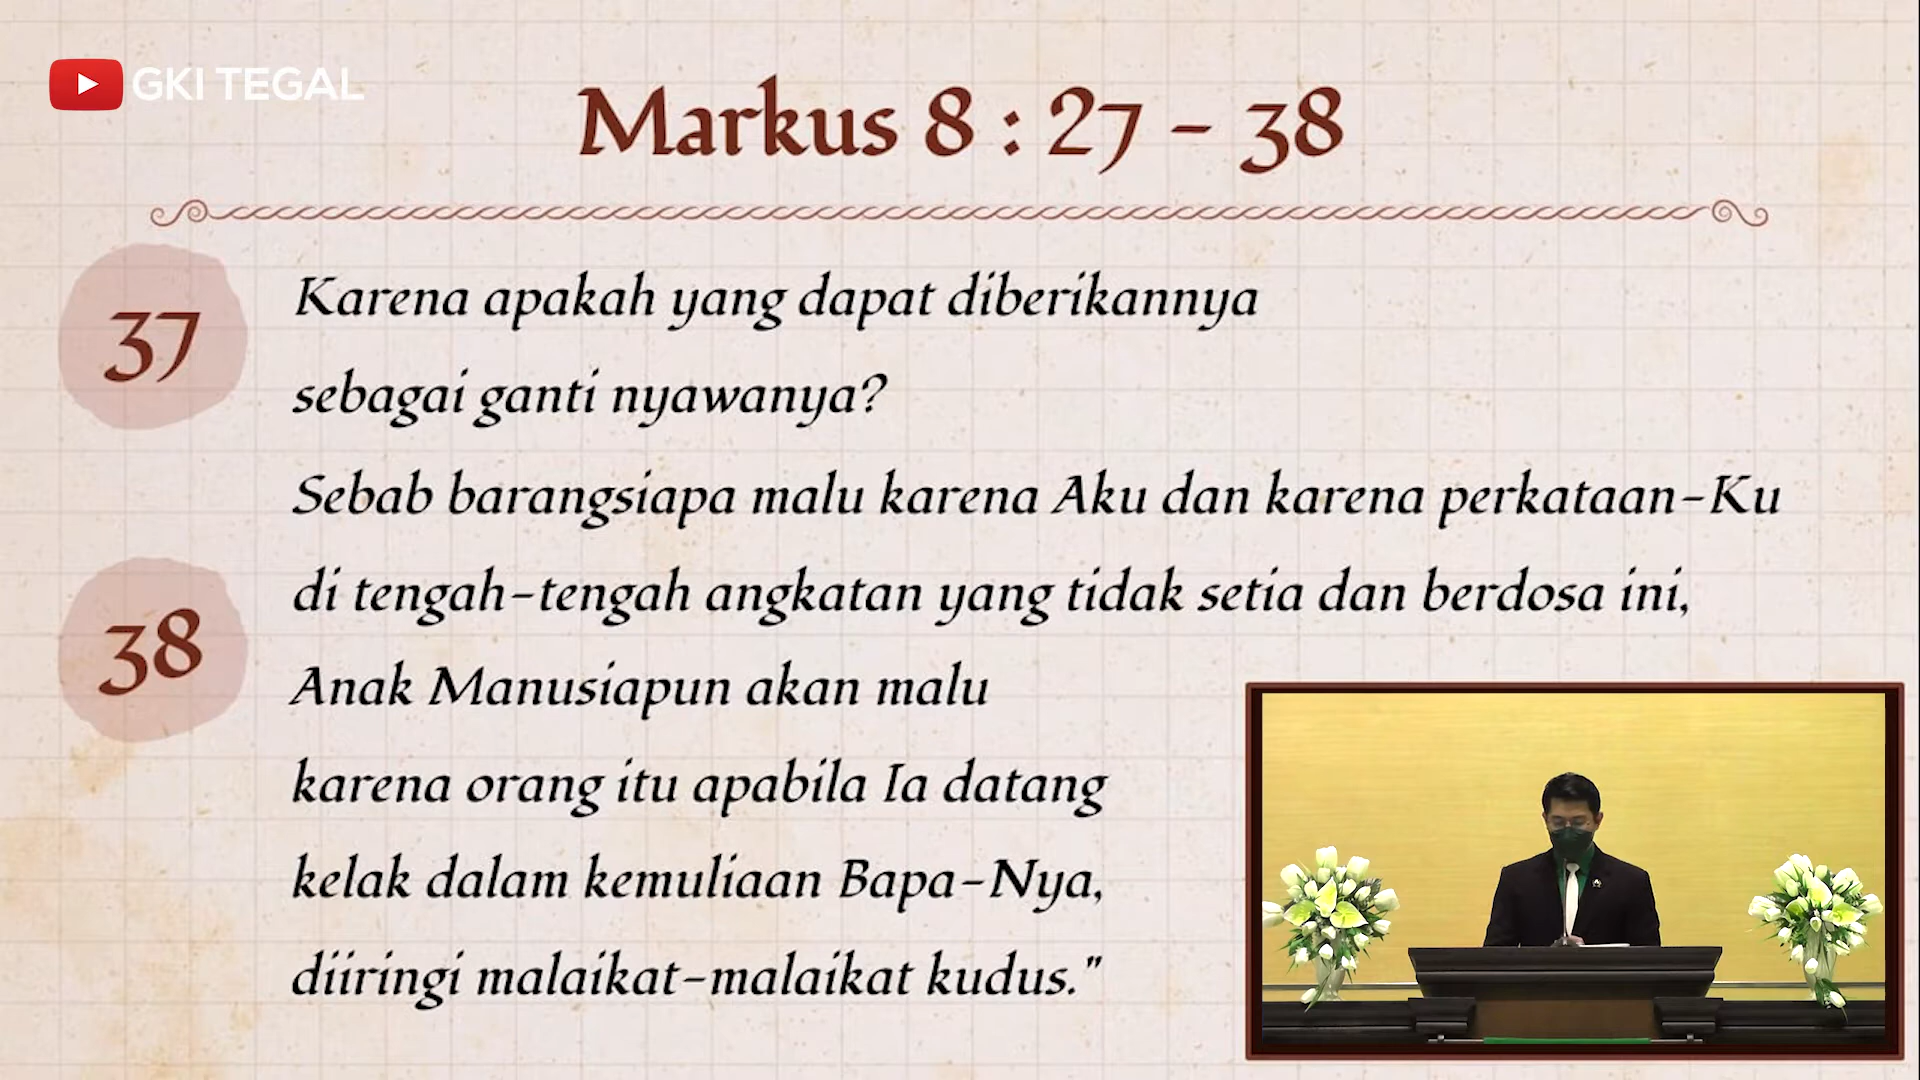 GKI TEGAL
Markus 8 : 27 - 38
37
Karena apakah yang dapat diberikannya
sebagai ganti nyawanya?
38
Sebab barangsiapa malu karena Aku dan karena perkataan-Ku
di tengah-tengah angkatan yang tidak setia dan berdosa ini,
Anak Manusiapun akan malu
karena orang itu apabila Ia datang
kelak dalam kemuliaan Bapa-Nya,
diiringi malaikat-malaikat kudus."